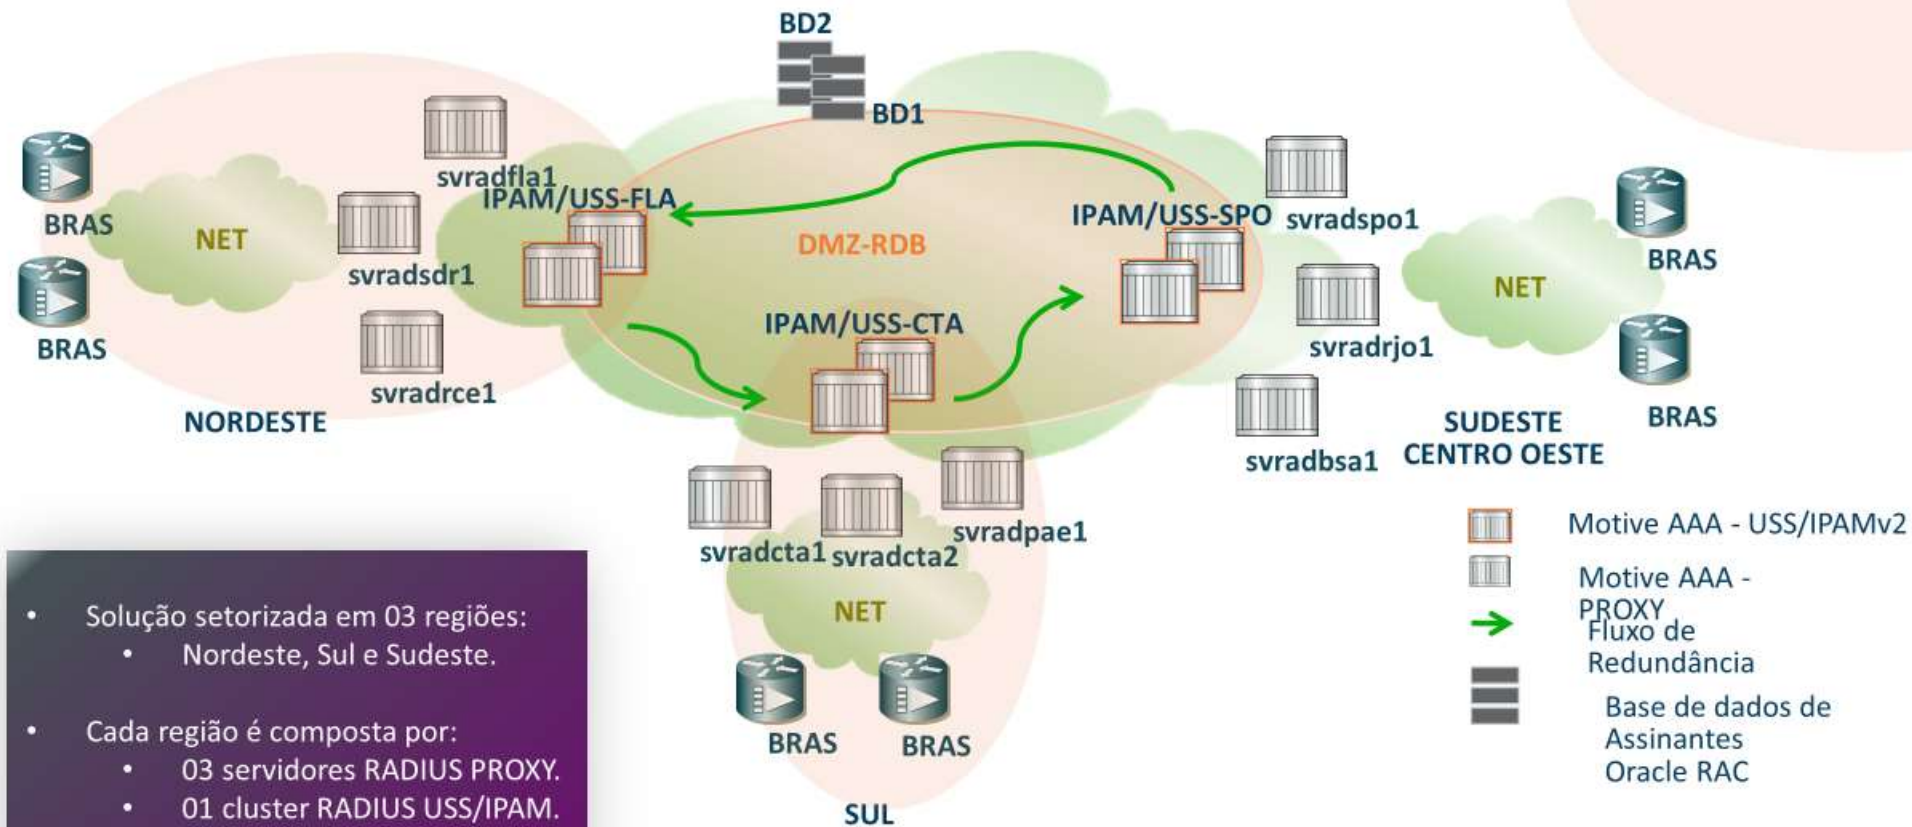 BD2
BD1
svradfla1
IPAM/USS-FLA
BRAS
NET
svradsdr1
BRAS
svradrce1
NORDESTE
DMZ-RDB
IPAM/USS-SPO
svradspo1
BRAS
NET
svradrjo1
BRAS
svradbsa1
SUDESTE
CENTRO OESTE
IPAM/USS-CTA
svradcta1
svradcta2
svradpae1
NET
BRAS
BRAS
SUL
Motive AAA - USS/IPAMv2
Motive AAA -
PROXY
Fluxo de
Redundância
Base de dados de
Assinantes
Oracle RAC
• Solução setorizada em 03 regiões:
• Nordeste, Sul e Sudeste.
• Cada região é composta por:
• 03 servidores RADIUS PROXY.
• 01 cluster RADIUS USS/IPAM.